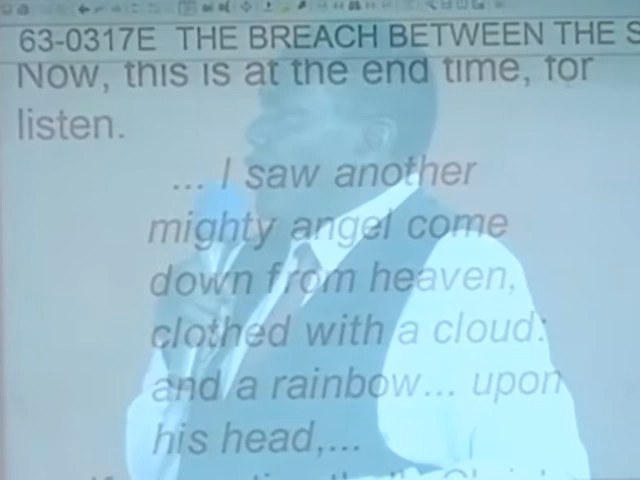 63-0317E THE BREACH BETWEEN THE S
Now, this is at the end time, for
listen.
... I saw another
mighty angel come
down from heaven,
clothed with a cloud:
and a rainbow... upon
his head,...